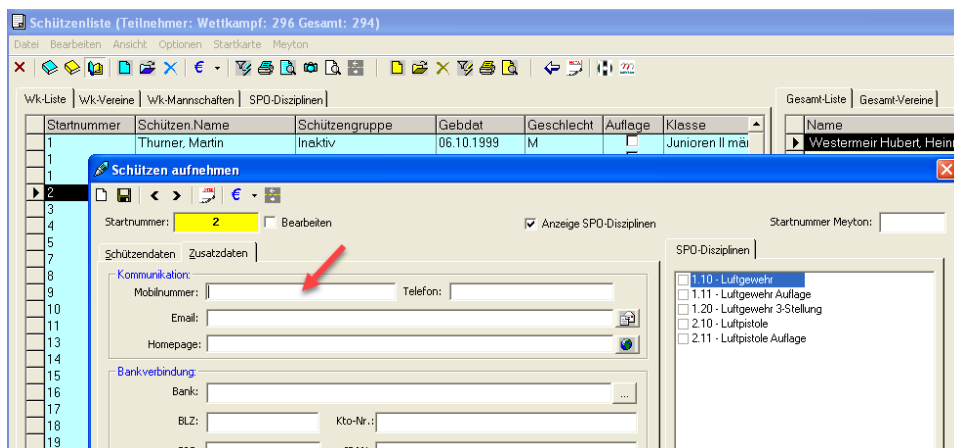 Schützenliste (Teilnehmer: Wettkampf: 296 Gesamt: 294)
Datei Bearbeiten Ansicht Optionen Startkarte Meyton
Wk-Liste Wk-Vereine Wk-Mannschaften SPO-Disziplinen
Gesamt-Liste Gesamt-Vereine
Startnummer Schützen.Name Schützengruppe Gebdat Geschlecht Auflage Klasse
Name
1 Thurner, Martin Inaktiv 06.10.1999 M Junioren II mä
Westermeir Hubert, Hein
1
1
2
3
4
5
7
8
9
10
11
13
14
15
16
17
18
19
Schützen aufnehmen
Startnummer: 2 Bearbeiten
Anzeige SPO-Disziplinen
Startnummer Meyton:
Schützendaten Zusatzdaten
Kommunikation:
Mobilnummer: Telefon:
Email:
Homepage:
Bankverbindung:
Bank: ...
BLZ: Kto-Nr.:
SPO-Disziplinen
1.10 - Luftgewehr
1.11 - Luftgewehr Auflage
1.20 - Luftgewehr 3-Stellung
2.10 - Luftpistole
2.11 - Luftpistole Auflage